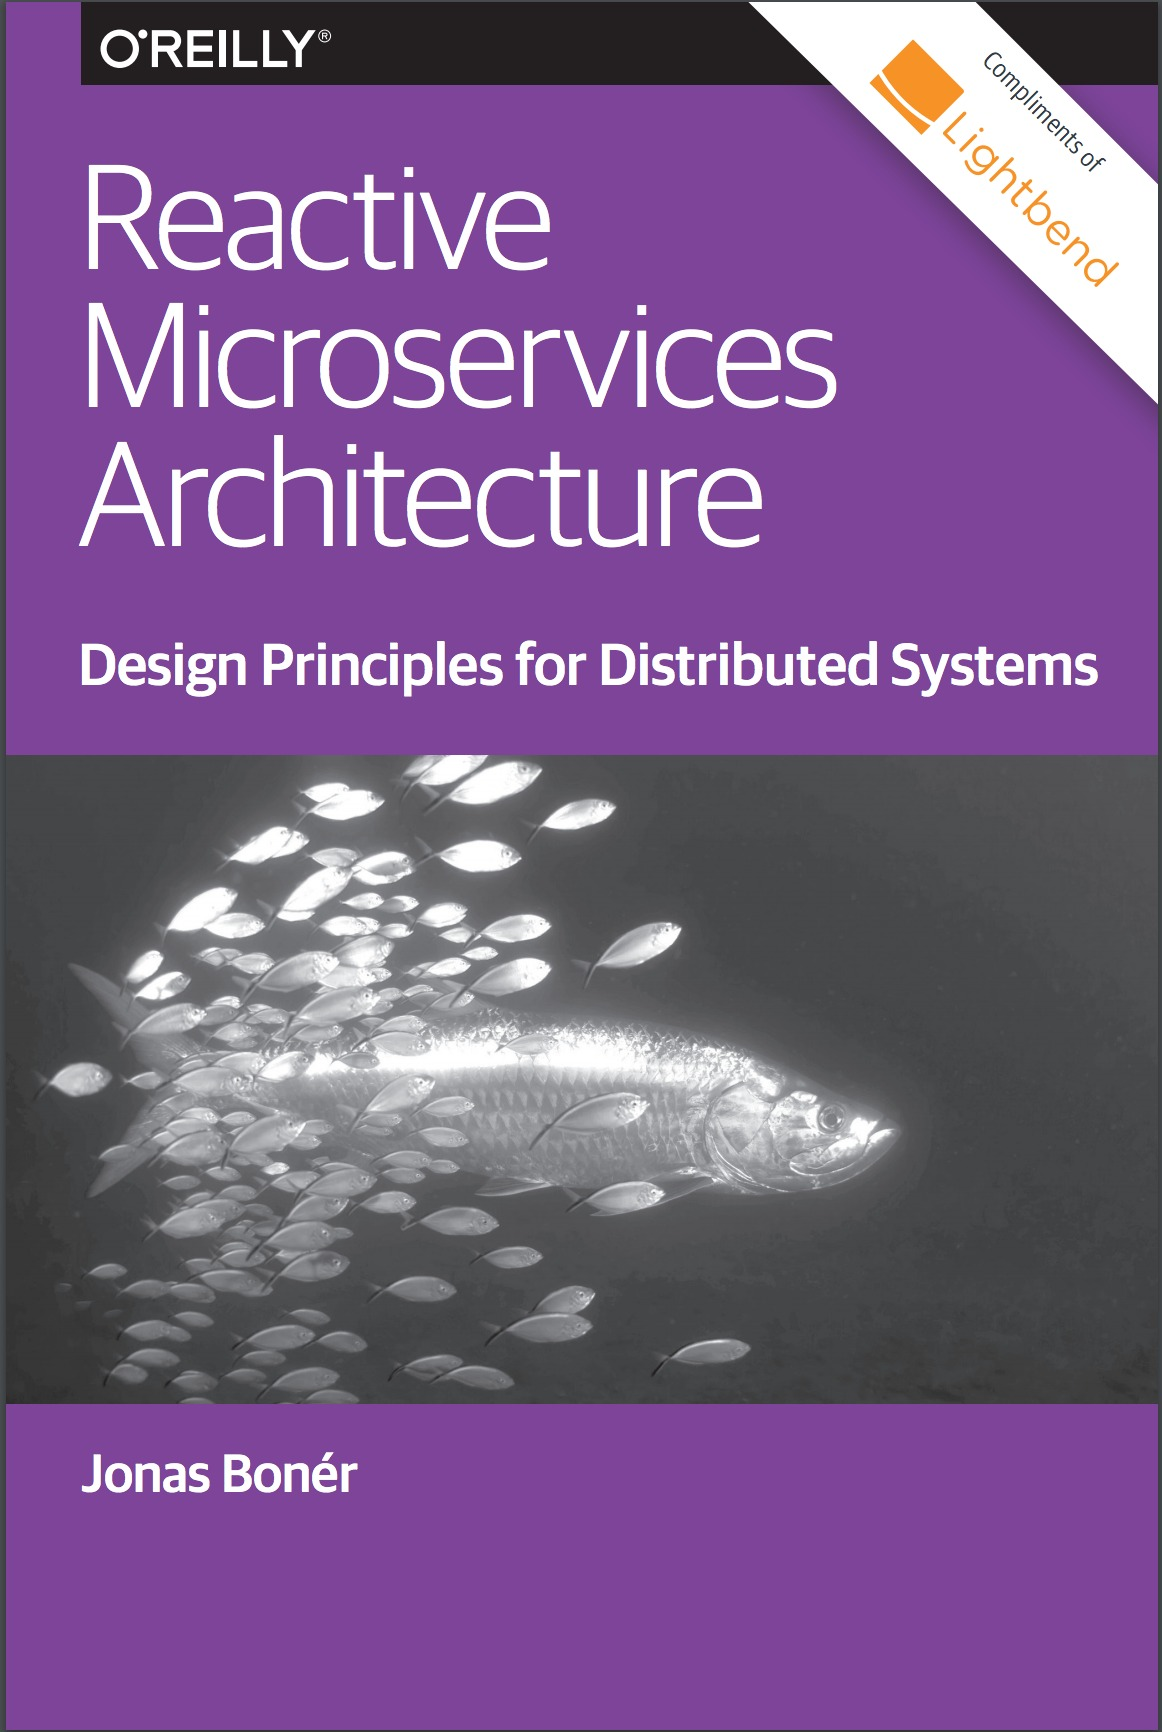 O'REILLY®
Compliments of
Lightbend
Reactive
Microservices
Architecture
Design Principles for Distributed Systems
Jonas Bonér